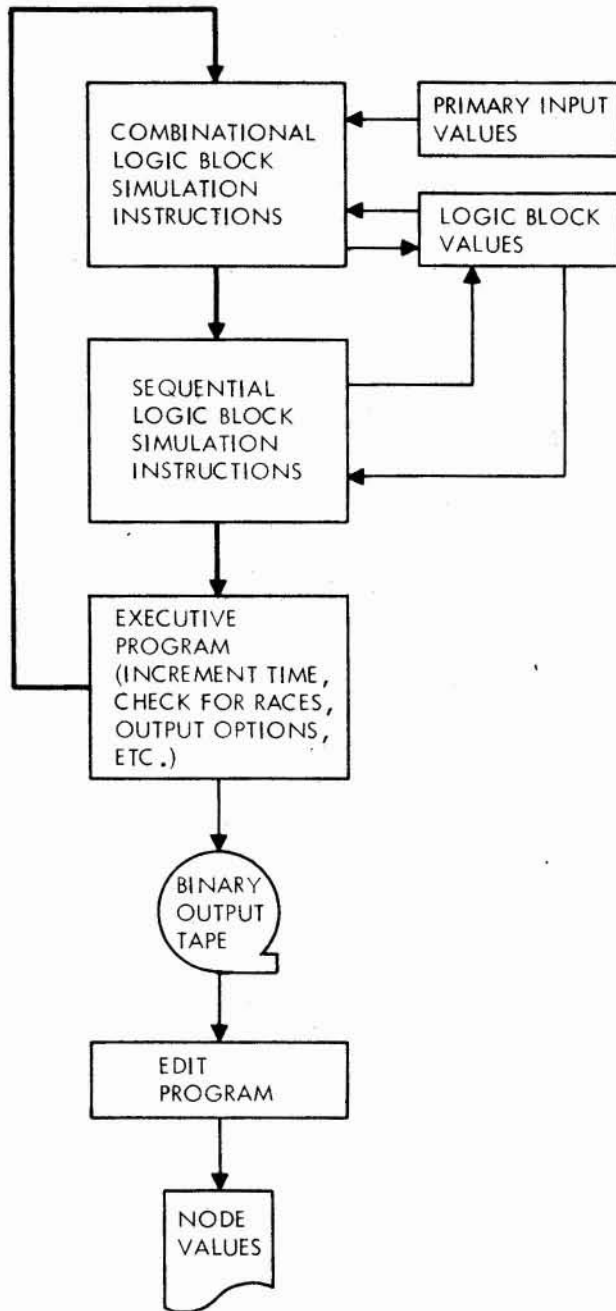 COMBINATIONAL
LOGIC BLOCK
SIMULATION
INSTRUCTIONS
PRIMARY INPUT
VALUES
LOGIC BLOCK
VALUES
SEQUENTIAL
LOGIC BLOCK
SIMULATION
INSTRUCTIONS
EXECUTIVE
PROGRAM
(INCREMENT TIME,
CHECK FOR RACES,
OUTPUT OPTIONS,
ETC.)
BINARY
OUTPUT
TAPE
EDIT
PROGRAM
NODE
VALUES